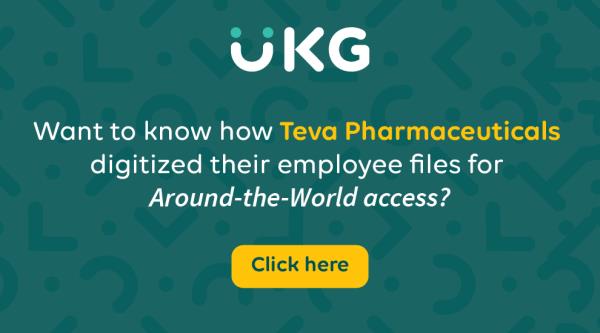 UKG
Want to know how Teva Pharmaceuticals
digitized their employee files for
Around-the-World access?
Click here